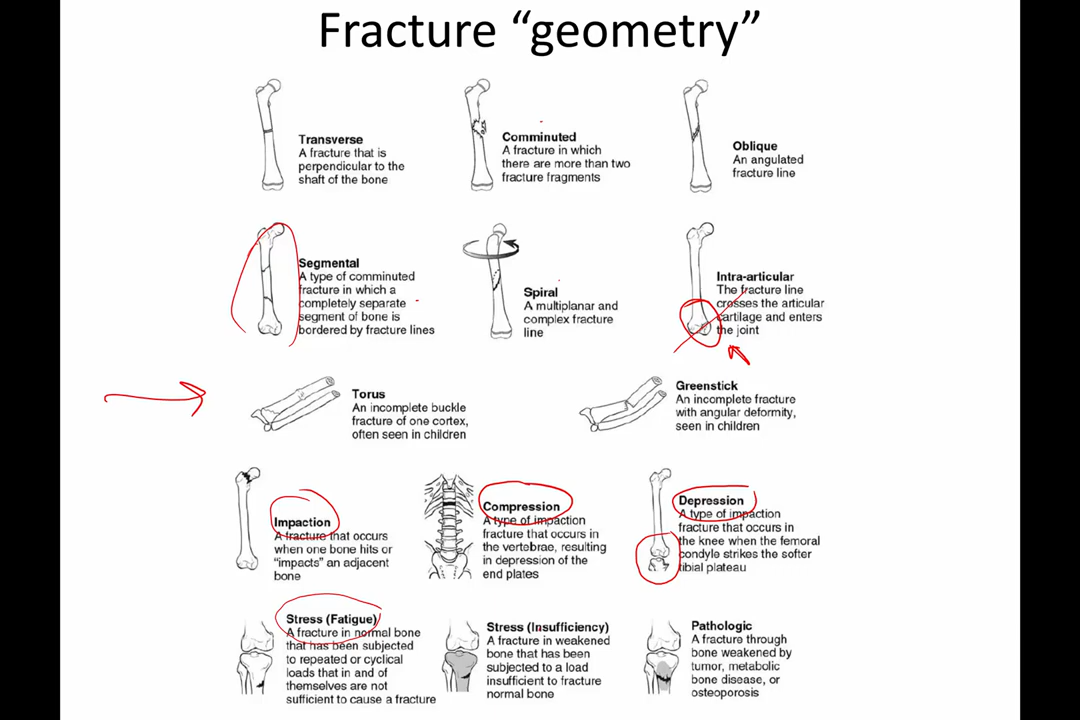 Fracture “geometry”
Transverse
A fracture that is
perpendicular to the
shaft of the bone
Comminuted
A fracture in which
there are more than two
fracture fragments
Oblique
An angulated
fracture line
Segmental
A type of comminuted
fracture in which a
completely separate
segment of bone is
bordered by fracture lines
Spiral
A multiplanar and
complex fracture
line
Intra-articular
The fracture line
crosses the articular
cartilage and enters
the joint
Torus
An incomplete buckle
fracture of one cortex,
often seen in children
Greenstick
An incomplete fracture
with angular deformity,
seen in children
Impaction
A fracture that occurs
when one bone hits or
“impacts” an adjacent
bone
Compression
A type of impaction
fracture that occurs in
the vertebrae, resulting
in depression of the
end plates
Depression
A type of impaction
fracture that occurs in
the knee when the femoral
condyle strikes the softer
tibial plateau
Stress (Fatigue)
A fracture in normal bone
that has been subjected
to repeated or cyclical
loads that in and of
themselves are not
sufficient to cause a fracture
Stress (Insufficiency)
A fracture in weakened
bone that has been
subjected to a load
insufficient to fracture
normal bone
Pathologic
A fracture through
bone weakened by
tumor, metabolic
bone disease, or
osteoporosis